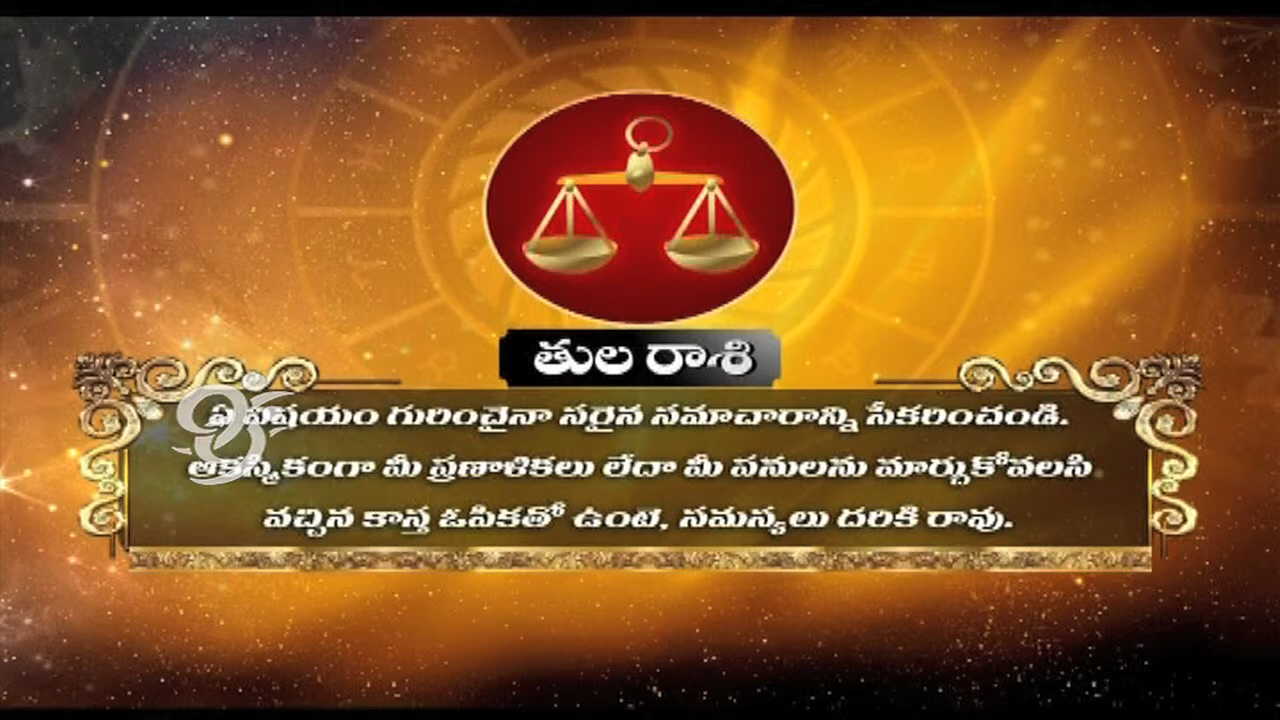 తుల రాశి
ఏ విషయం గురించైనా సరైన సమాచారాన్ని సేకరించండి.
ఆకస్మికంగా మీ ప్రణాళికలు లేదా మీ పనులను మార్చుకోవలసి
వచ్చిన కాస్త ఓపికతో ఉంటే, సమస్యలు దరికి రావు.